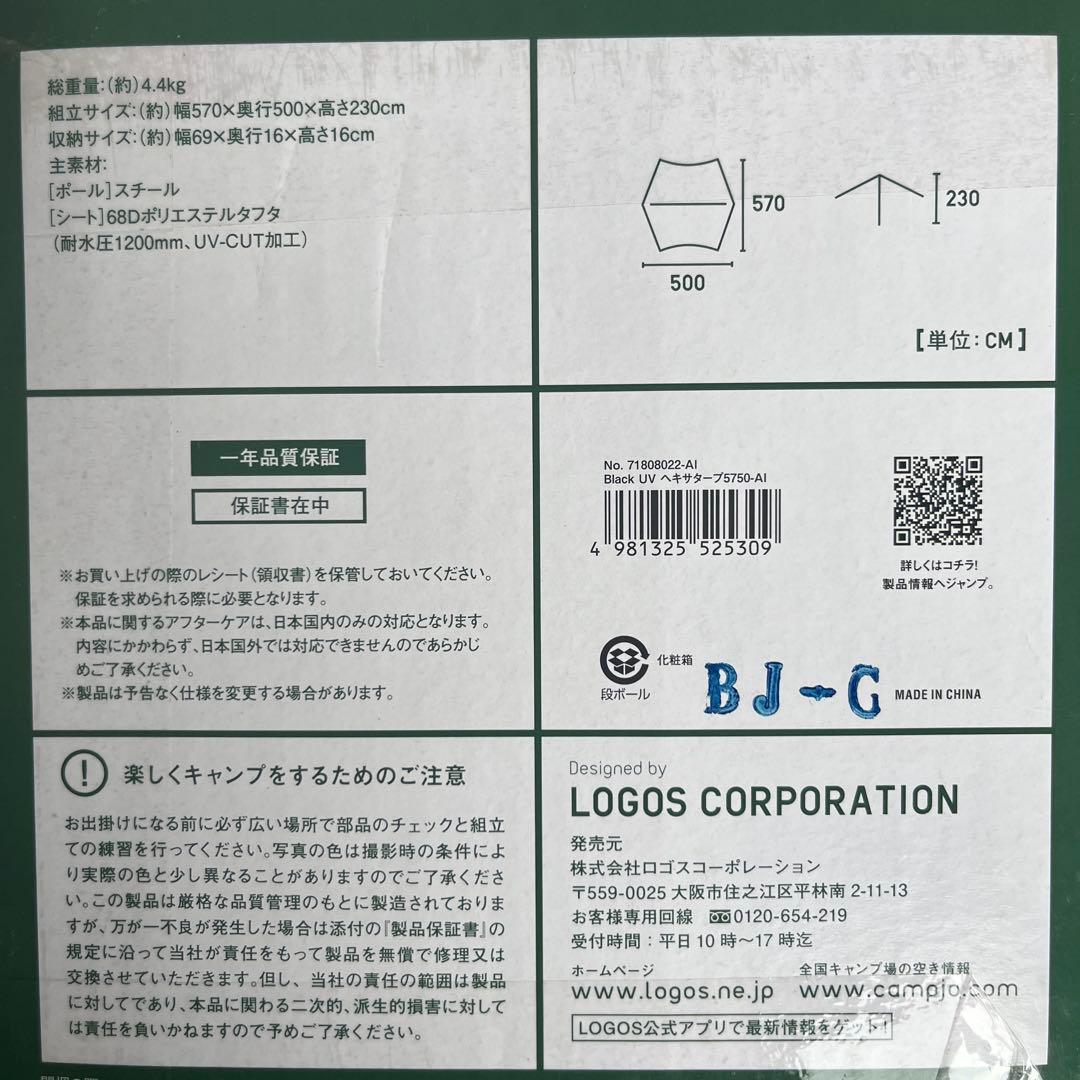 総重量:(約)4.4kg
組立サイズ:(約)幅570×奥行500×高さ230cm
収納サイズ:(約)幅69×奥行16×高さ16cm
主素材:
[ポール]スチール
[シート]68Dポリエステルタフタ
(耐水圧1200mm、UV-CUT加工)
570
500
230
[単位:CM]
一年品質保証
保証書在中
※お買い上げの際のレシート(領収書)を保管しておいてください。
保証を求められる際に必要となります。
※本品に関するアフターケアは、日本国内のみの対応となります。
内容にかかわらず、日本国外では対応できませんのであらかじ
めご了承ください。
※製品は予告なく仕様を変更する場合があります。
No. 71808022-AI
Black UV ヘキサタープ5750-AI
4 981325 525309
詳しくはコチラ!
製品情報へジャンプ。
化粧箱
段ボール
BJ-C
MADE IN CHINA
! 楽しくキャンプをするためのご注意
お出掛けになる前に必ず広い場所で部品のチェックと組立
ての練習を行ってください。写真の色は撮影時の条件によ
り実際の色と少し異なることがありますのでご了承くださ
い。この製品は厳格な品質管理のもとに製造されておりま
すが、万が一不良が発生した場合は添付の『製品保証書』の
規定に沿って当社が責任をもって製品を無償で修理又は
交換させていただきます。但し、当社の責任の範囲は製品
に対してであり、本品に関わる二次的、派生的損害に対して
は責任を負いかねますので予めご了承ください。
Designed by
LOGOS CORPORATION
発売元
株式会社ロゴスコーポレーション
〒559-0025 大阪市住之江区平林南 2-11-13
お客様専用回線 0120-654-219
受付時間:平日 10 時〜17 時迄
ホームページ
www.logos.ne.jp
全国キャンプ場の空き情報
www.campjo.com
LOGOS公式アプリで最新情報をゲット!